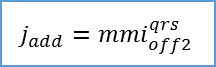 j_{add} = mmi_{off2}^{qrs}